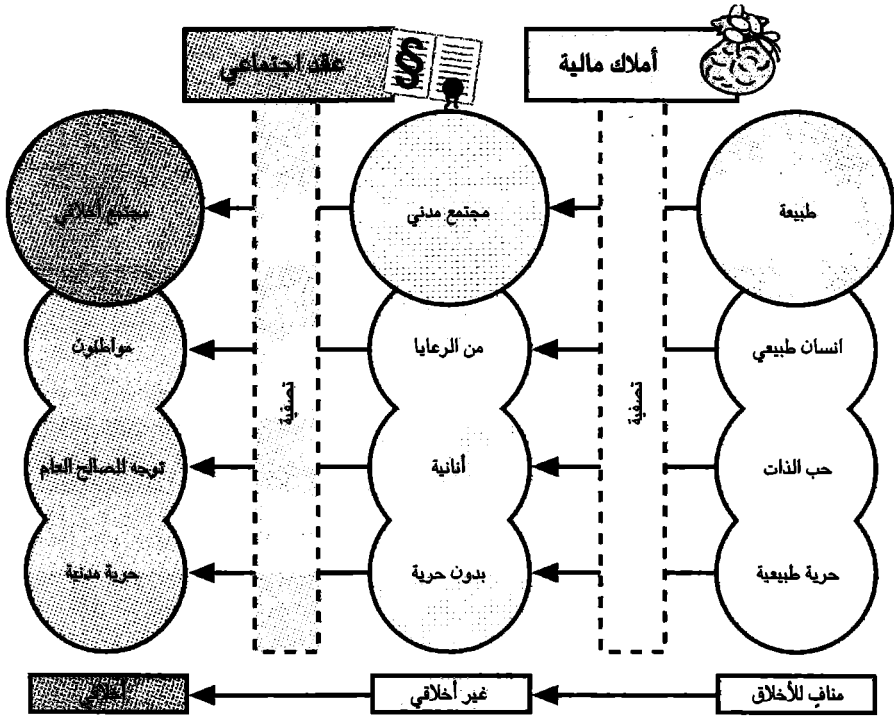 أملاك مالية
عقد اجتماعي
طبيعة
مجتمع مدني
مجتمع أخلاقي
انسان طبيعي
من الرعايا
مواطنون
تصفية
تصفية
حب الذات
أنانية
توجه للصالح العام
حرية طبيعية
بدون حرية
حرية مدنية
مناف للأخلاق
غير أخلاقي
أخلاقي